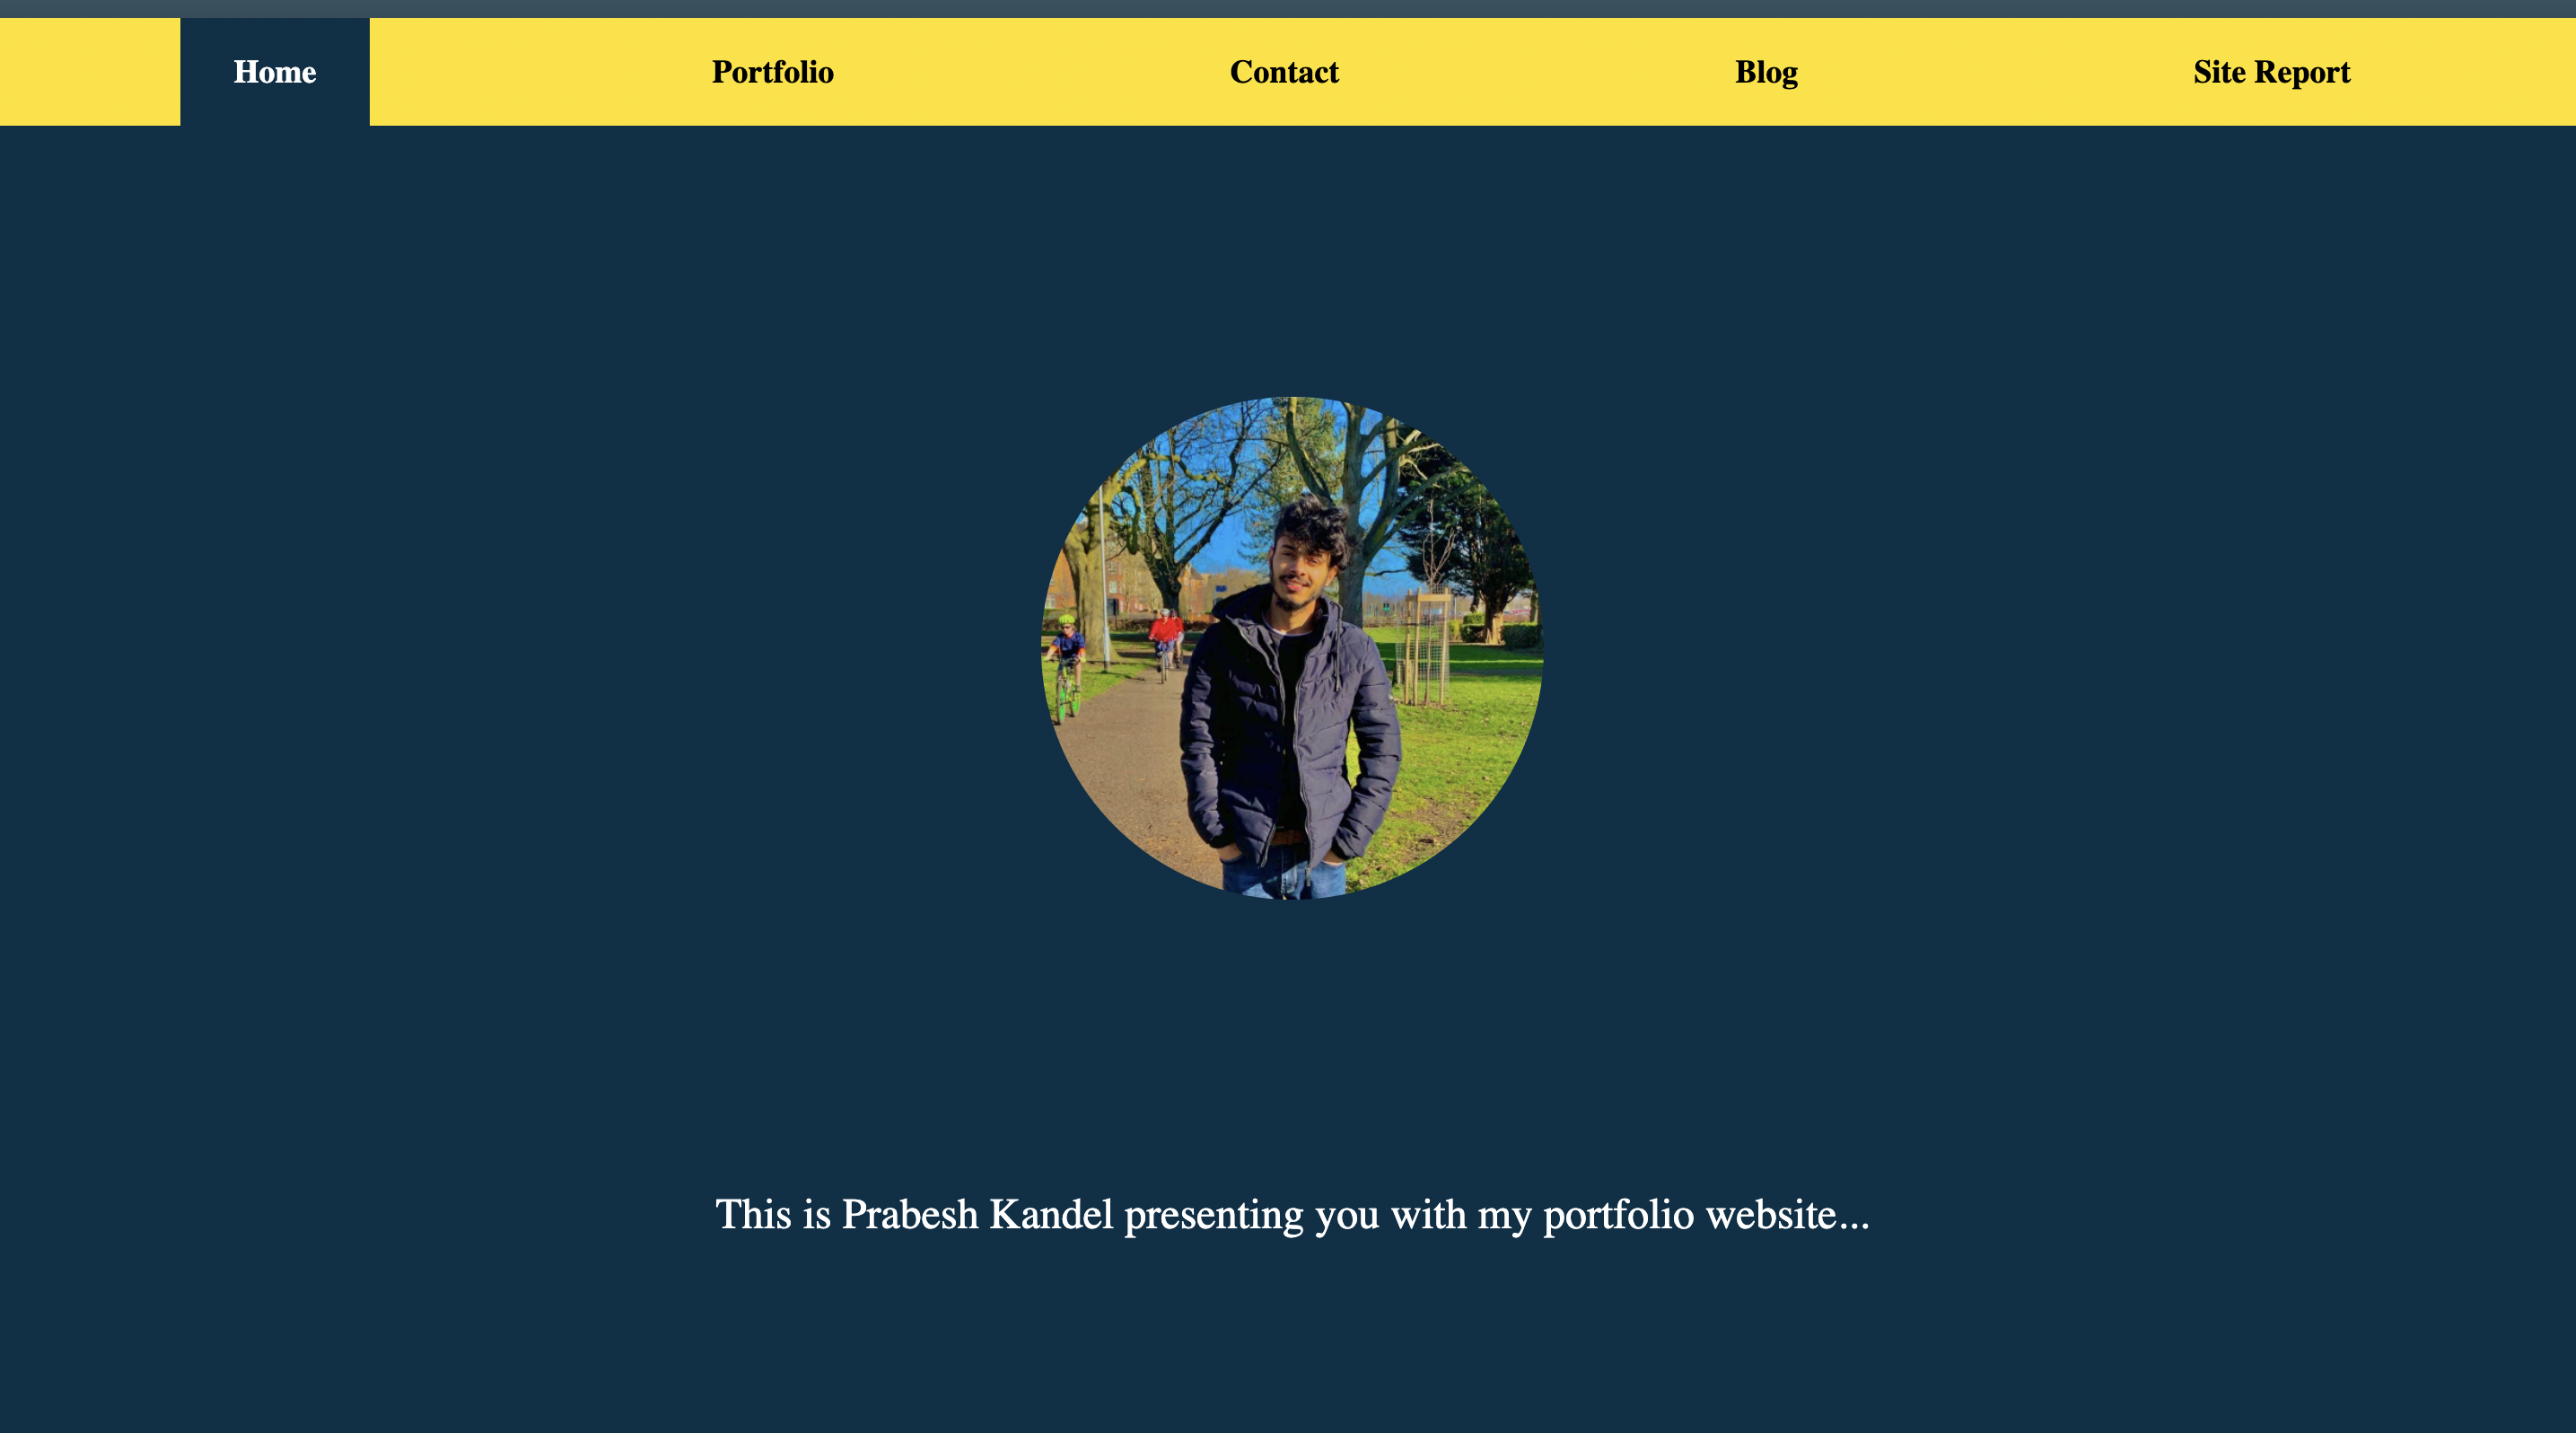 Home Portfolio Contact Blog Site Report
This is Prabesh Kandel presenting you with my portfolio website...